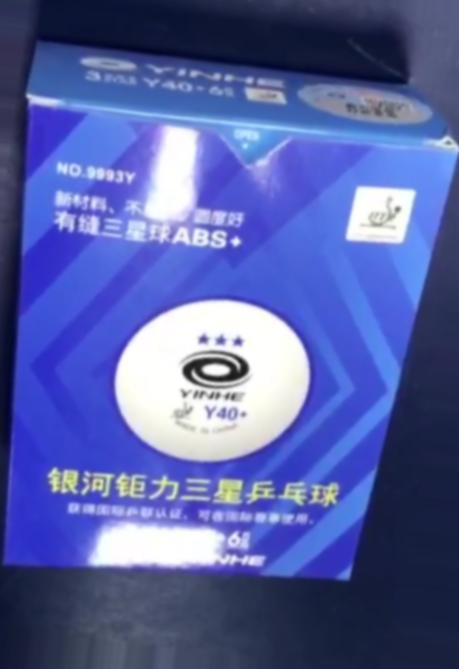 YINHE
3 Y40+ 6
OPEN
NO.9993Y
新材料、不 圆度好
有缝三星球ABS+
★★★
YINHE
Y40+
MADE IN CHINA
银河钜力三星乒乓球
获得国际乒联认证，可在国际赛事使用。
6
YINHE